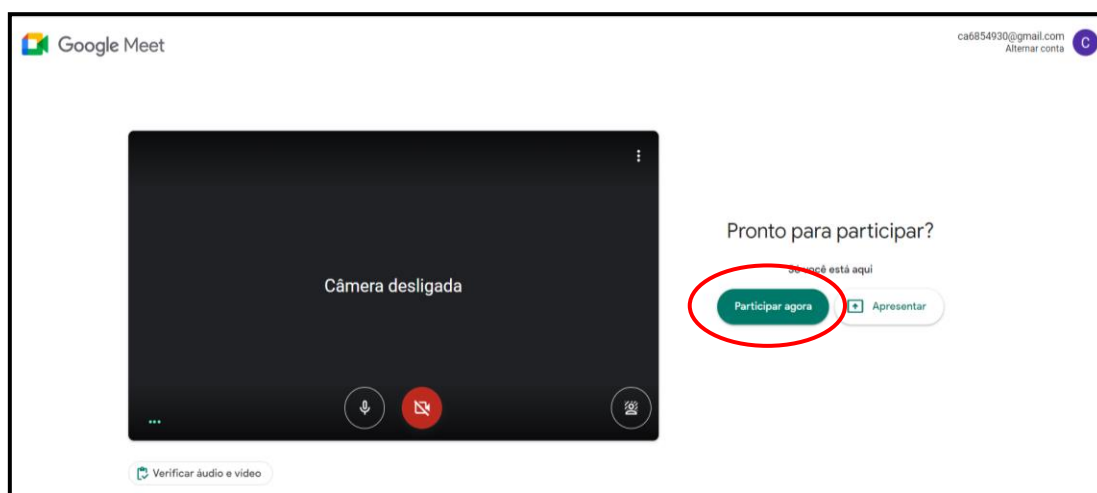 Google Meet
ca6854930@gmail.com
Alternar conta
C
Câmera desligada
Pronto para participar?
Só você está aqui
Participar agora
Apresentar
Verificar áudio e vídeo